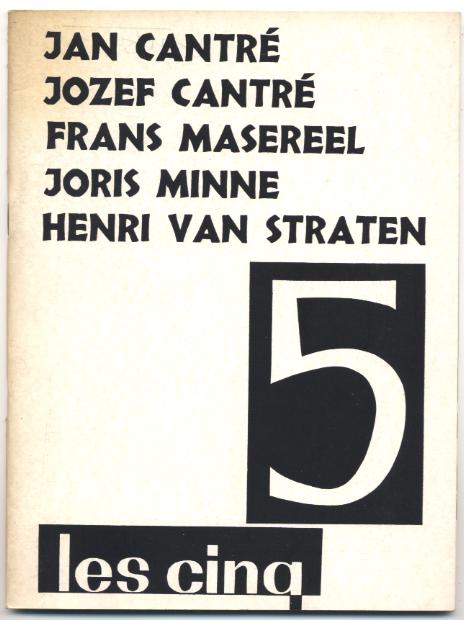 JAN CANTRÉ
JOZEF CANTRÉ
FRANS MASEREEL
JORIS MINNE
HENRI VAN STRATEN
5
les cinq